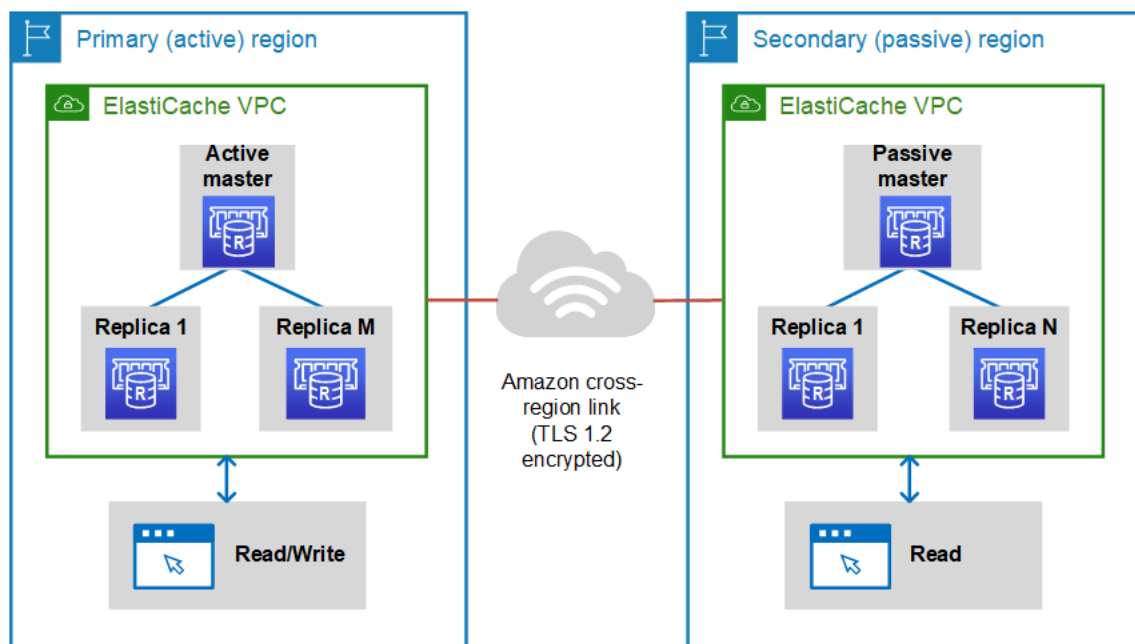 Primary (active) region
ElastiCache VPC
Active
master
R
Replica 1
R
Replica M
R
Read/Write
Amazon cross-
region link
(TLS 1.2
encrypted)
Secondary (passive) region
ElastiCache VPC
Passive
master
R
Replica 1
R
Replica N
R
Read